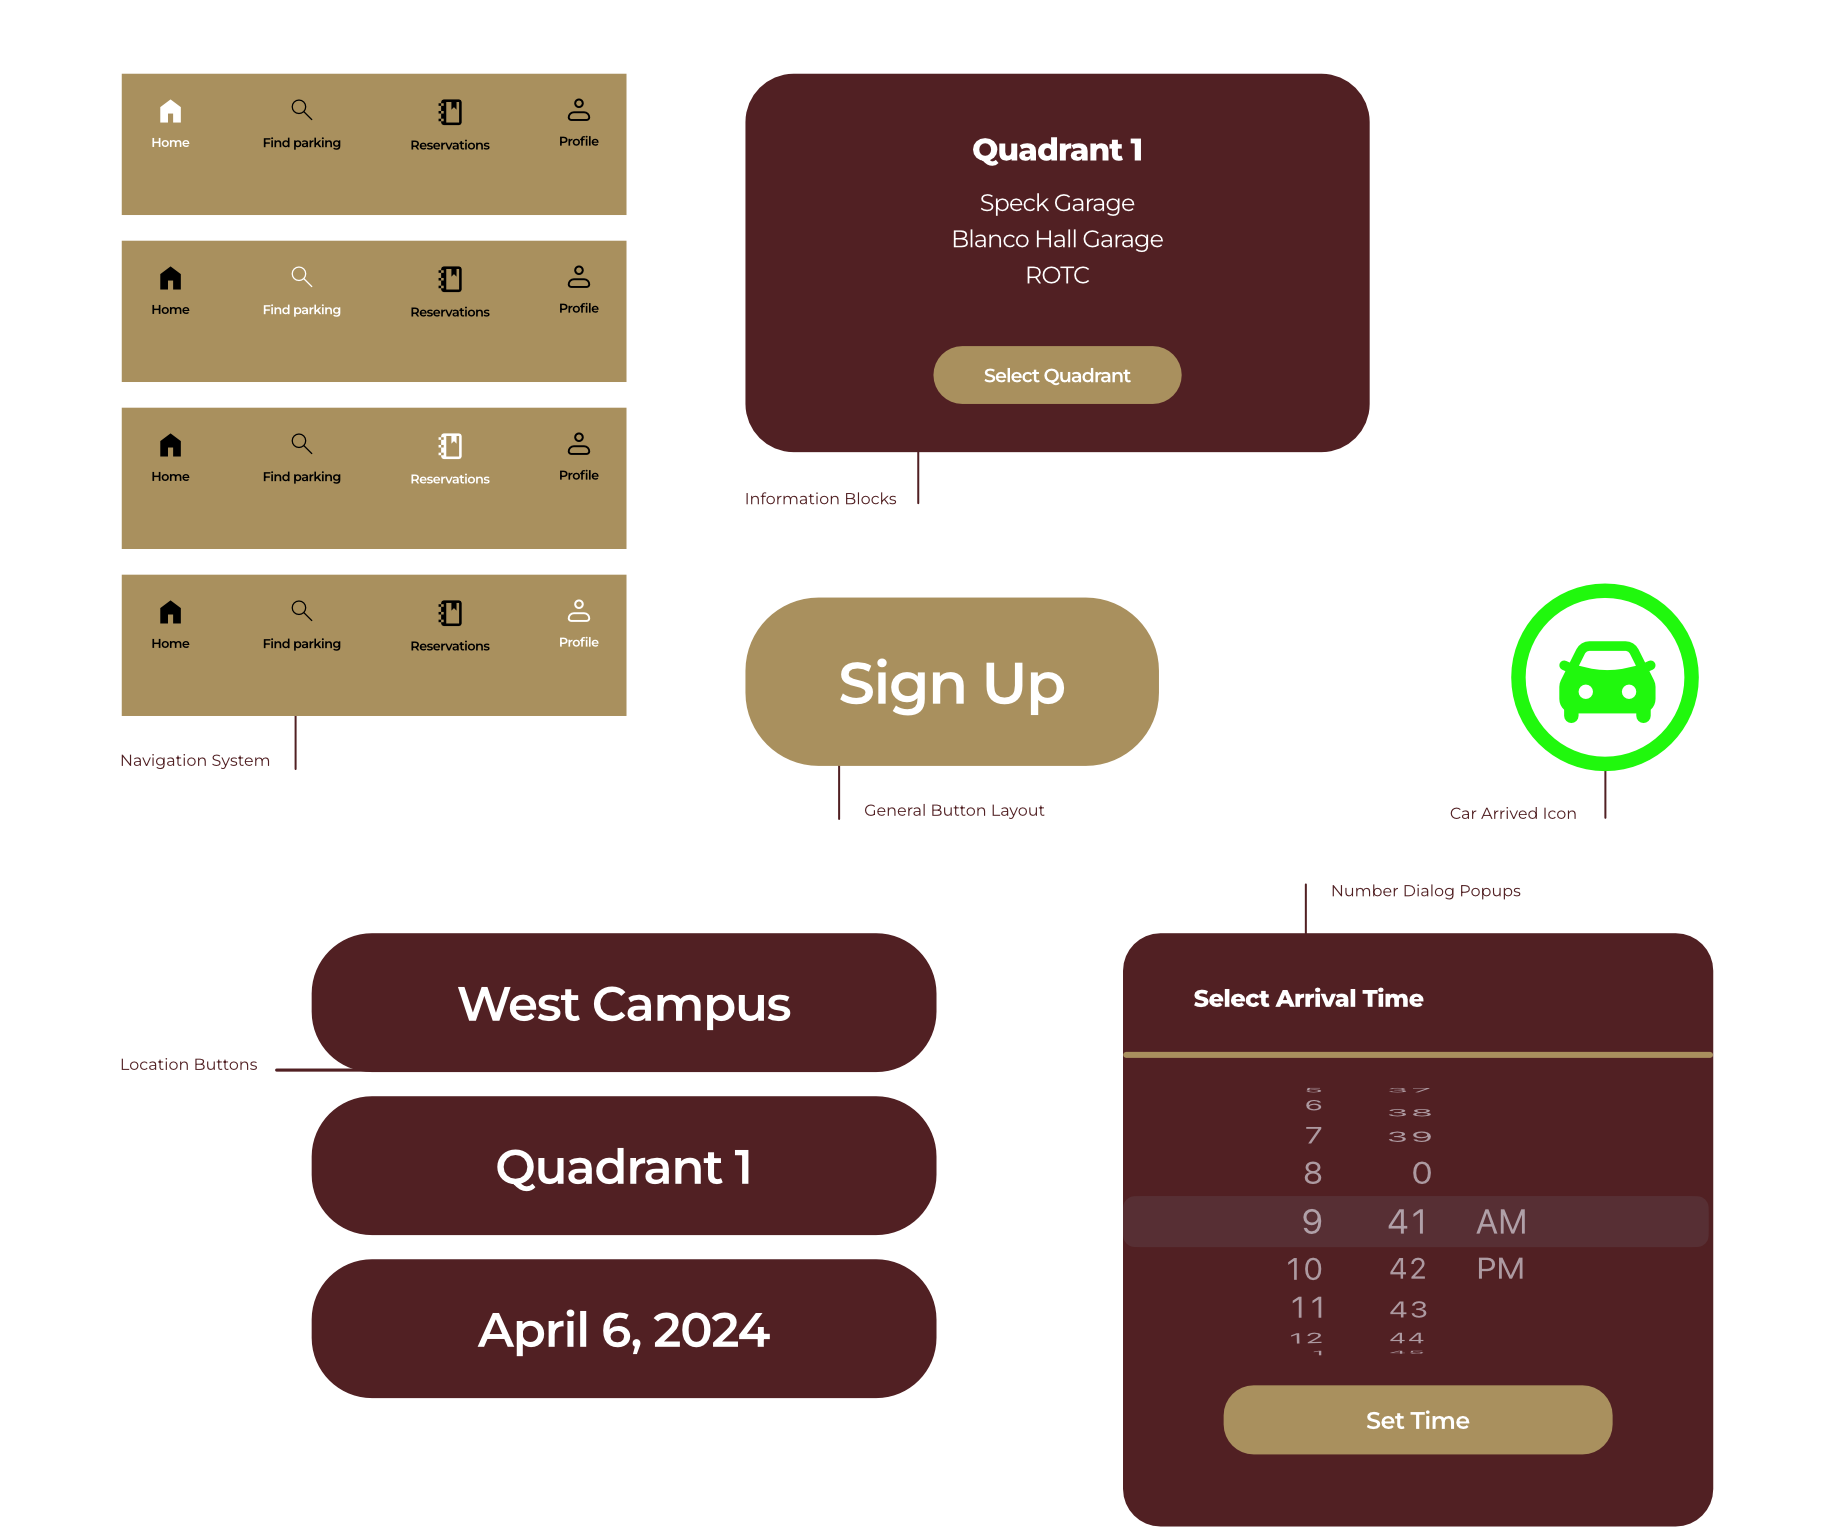 Home
Find parking
Reservations
Profile
Home
Find parking
Reservations
Profile
Home
Find parking
Reservations
Profile
Home
Find parking
Reservations
Profile
Navigation System
Quadrant 1
Speck Garage
Blanco Hall Garage
ROTC
Select Quadrant
Information Blocks
Sign Up
General Button Layout
Car Arrived Icon
West Campus
Location Buttons
Quadrant 1
April 6, 2024
Number Dialog Popups
Select Arrival Time
5 37
6 38
7 39
8 0
9 41 AM
10 42 PM
11 43
12 44
1 45
Set Time